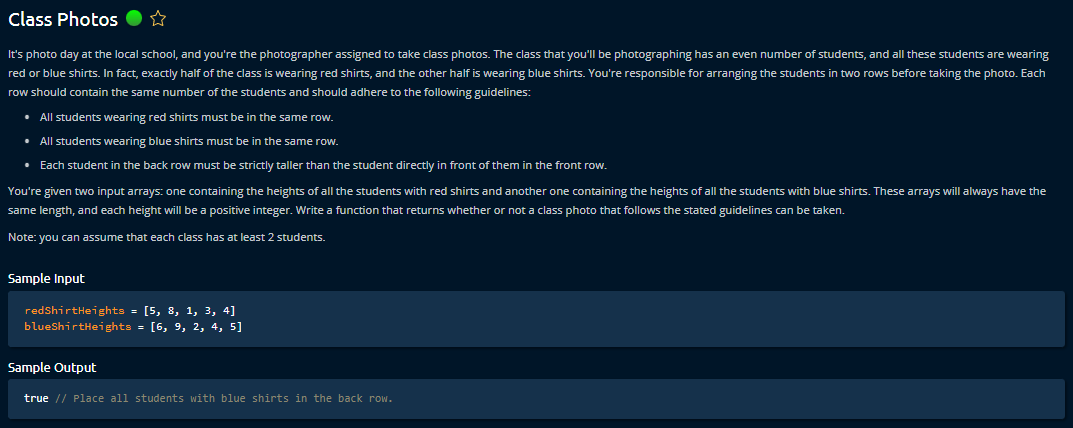 Class Photos
It's photo day at the local school, and you're the photographer assigned to take class photos. The class that you'll be photographing has an even number of students, and all these students are wearing
red or blue shirts. In fact, exactly half of the class is wearing red shirts, and the other half is wearing blue shirts. You're responsible for arranging the students in two rows before taking the photo. Each
row should contain the same number of the students and should adhere to the following guidelines:
• All students wearing red shirts must be in the same row.
• All students wearing blue shirts must be in the same row.
• Each student in the back row must be strictly taller than the student directly in front of them in the front row.
You're given two input arrays: one containing the heights of all the students with red shirts and another one containing the heights of all the students with blue shirts. These arrays will always have the
same length, and each height will be a positive integer. Write a function that returns whether or not a class photo that follows the stated guidelines can be taken.
Note: you can assume that each class has at least 2 students.
Sample Input
redShirtHeights = [5, 8, 1, 3, 4]
blueShirtHeights = [6, 9, 2, 4, 5]
Sample Output
true // Place all students with blue shirts in the back row.